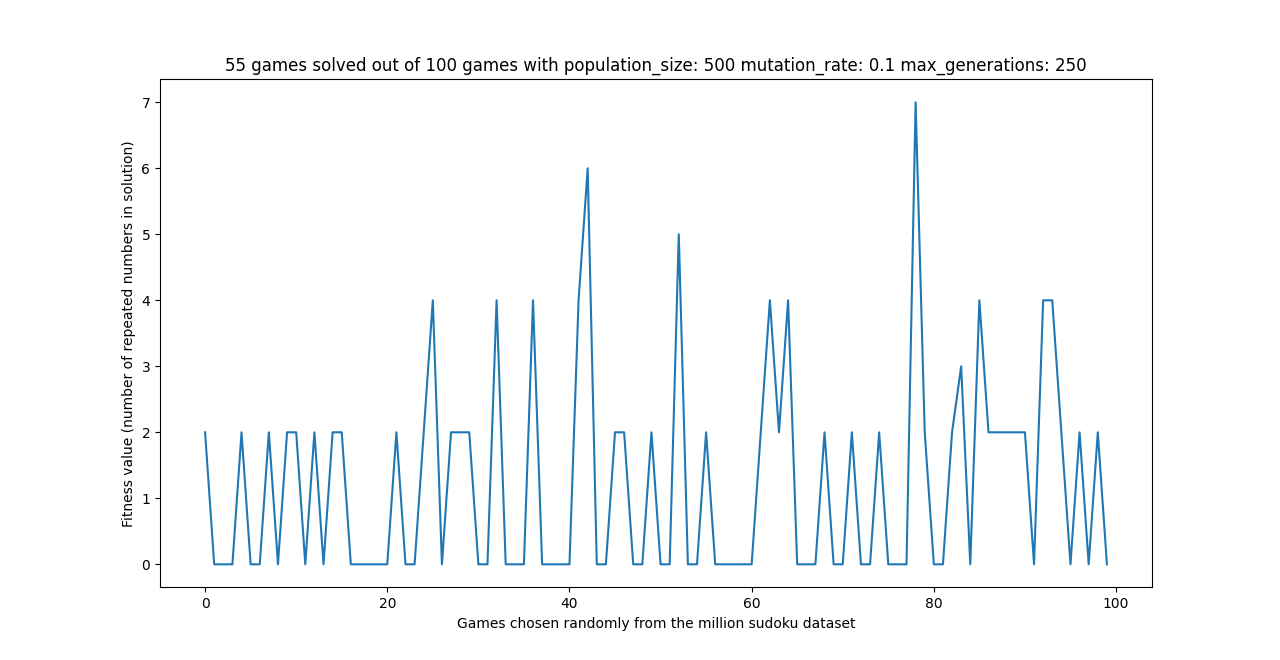 55 games solved out of 100 games with population_size: 500 mutation_rate: 0.1 max_generations: 250
Fitness value (number of repeated numbers in solution)
7
6
5
4
3
2
1
0
0 20 40 60 80 100
Games chosen randomly from the million sudoku dataset